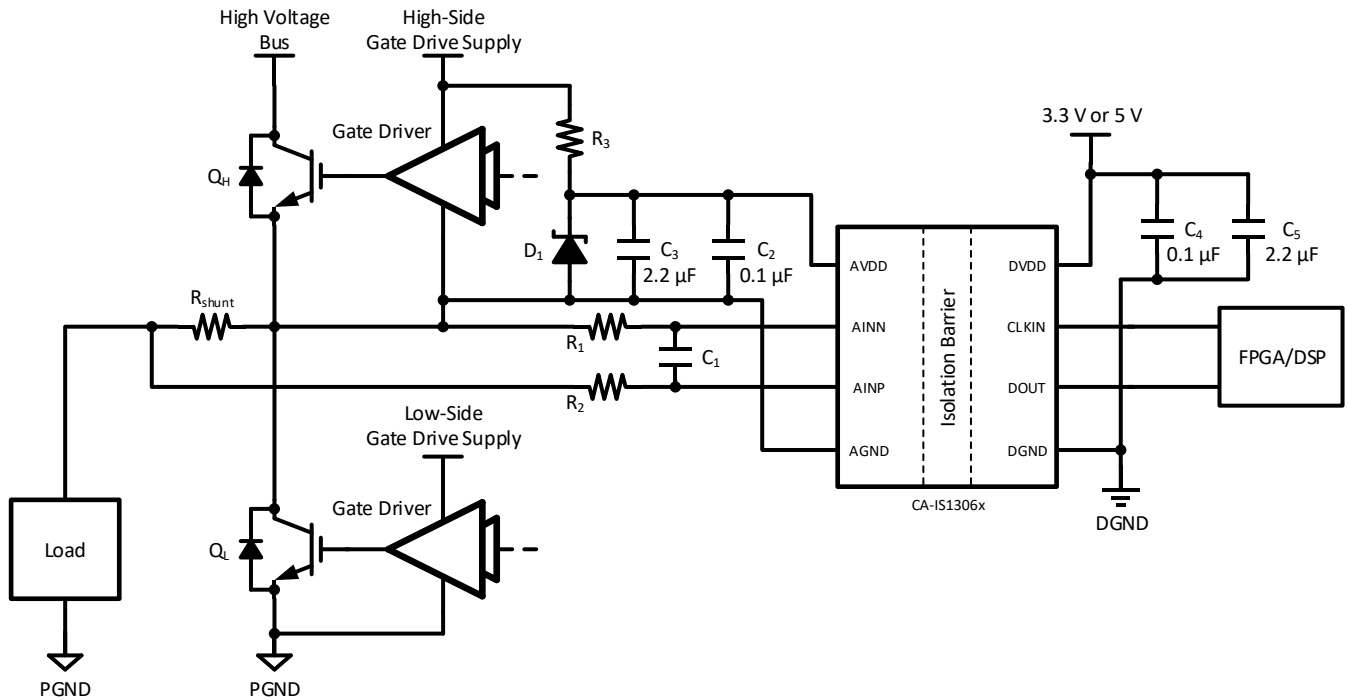 High Voltage
Bus
High-Side
Gate Drive Supply
Gate Driver
R3
3.3 V or 5 V
QH
D1
C3
2.2 µF
C2
0.1 µF
C4
0.1 µF
C5
2.2 µF
AVDD
DVDD
Rshunt
R1
AINN
CLKIN
C1
Isolation Barrier
FPGA/DSP
R2
AINP
DOUT
Low-Side
Gate Drive Supply
AGND
DGND
CA-IS1306x
DGND
Gate Driver
Load
QL
PGND
PGND